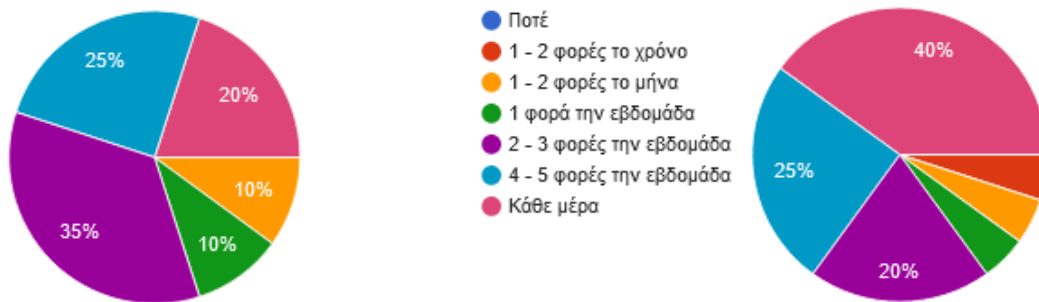 25%
20%
10%
10%
35%
Ποτέ
1 - 2 φορές το χρόνο
1 - 2 φορές το μήνα
1 φορά την εβδομάδα
2 - 3 φορές την εβδομάδα
4 - 5 φορές την εβδομάδα
Κάθε μέρα
40%
25%
20%